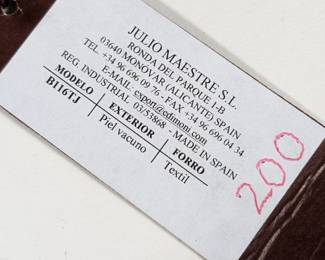 JULIO MAESTRE S.L.
RONDA DEL PARQUE 1-B
03640 MONOVAR (ALICANTE) SPAIN
TEL +34 96 696 09 76 - FAX +34 96 696 04 34
E-MAIL export@cdimoni.com
REG. INDUSTRIAL 03/53868 - MADE IN SPAIN
MODELO EXTERIOR FORRO
B116TJ Piel vacuno Textil
200